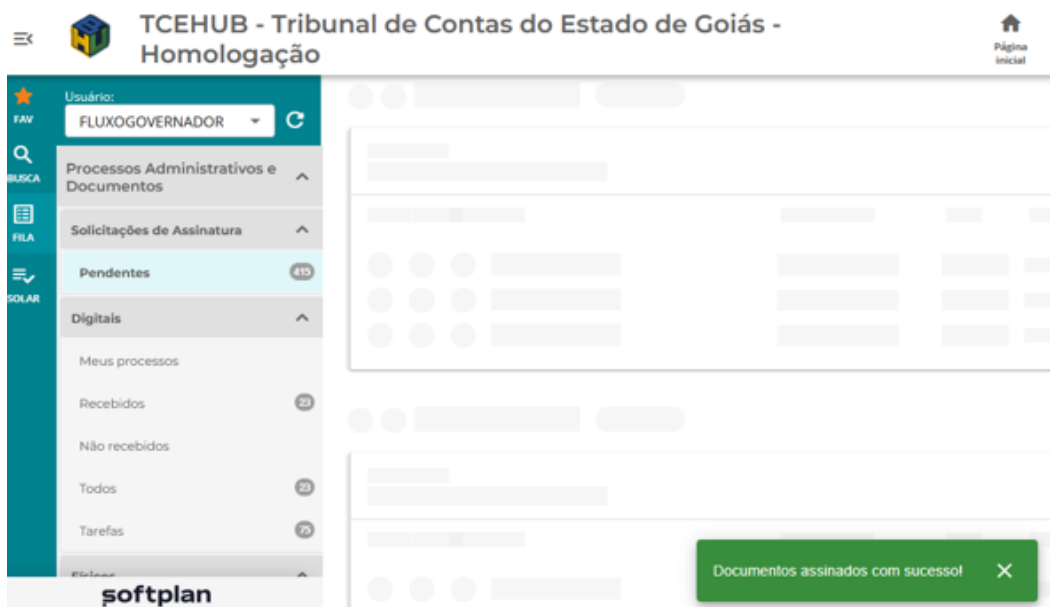 TCEHUB - Tribunal de Contas do Estado de Goiás -
Homologação
Página
inicial
FAV
BUSCA
FILA
SOLAR
Usuário:
FLUXOGOVERNADOR
Processos Administrativos e
Documentos
Solicitações de Assinatura
Pendentes 415
Digitais
Meus processos
Recebidos 23
Não recebidos
Todos 23
Tarefas 75
Físicos
softplan
Documentos assinados com sucesso!